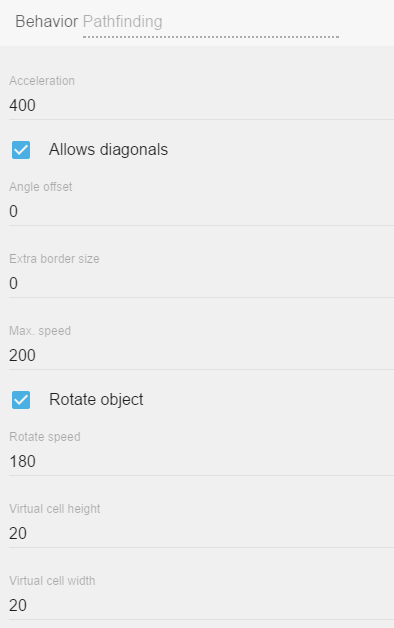 Behavior Pathfinding
Acceleration
400
Allows diagonals
Angle offset
0
Extra border size
0
Max. speed
200
Rotate object
Rotate speed
180
Virtual cell height
20
Virtual cell width
20